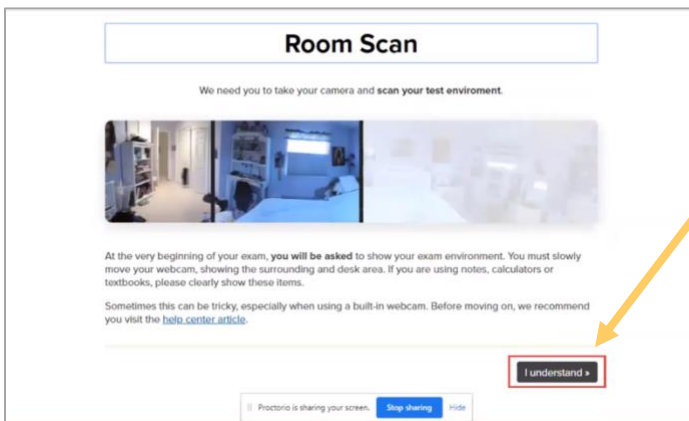 Room Scan
We need you to take your camera and scan your test enviroment.
At the very beginning of your exam, you will be asked to show your exam environment. You must slowly
move your webcam, showing the surrounding and desk area. If you are using notes, calculators or
textbooks, please clearly show these items.
Sometimes this can be tricky, especially when using a built-in webcam. Before moving on, we recommend
you visit the help center article.
I understand »
Proctorio is sharing your screen. Stop sharing Hide